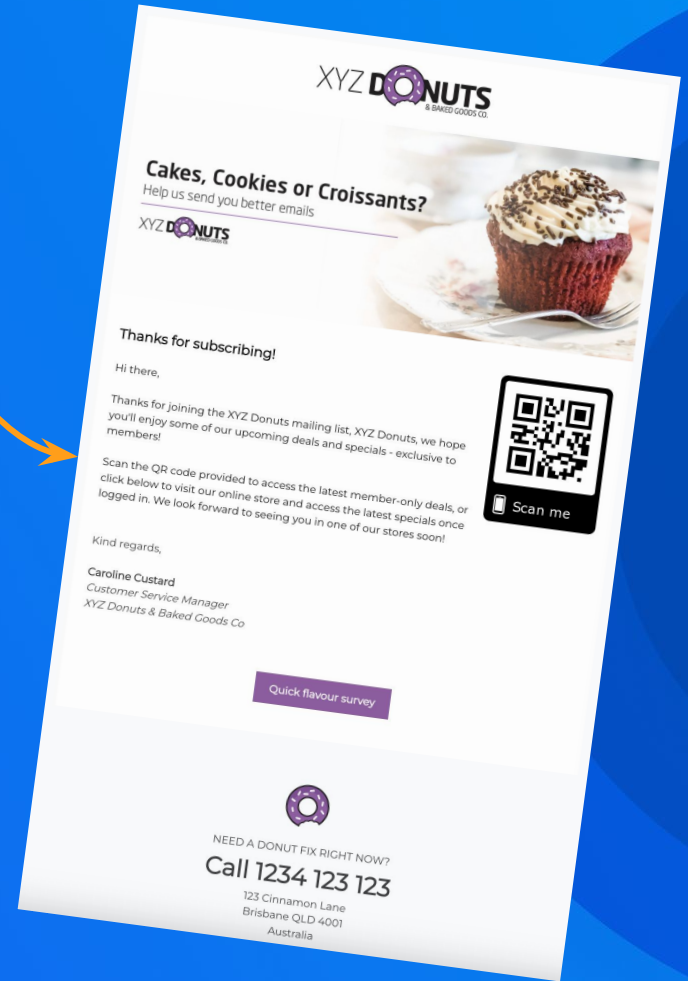 XYZ DONUTS
& BAKED GOODS CO.
Cakes, Cookies or Croissants?
Help us send you better emails
XYZ DONUTS
& BAKED GOODS CO.
Thanks for subscribing!
Hi there,
Thanks for joining the XYZ Donuts mailing list, XYZ Donuts, we hope
you'll enjoy some of our upcoming deals and specials - exclusive to
members!
Scan the QR code provided to access the latest member-only deals, or
click below to visit our online store and access the latest specials once
logged in. We look forward to seeing you in one of our stores soon!
Scan me
Kind regards,
Caroline Custard
Customer Service Manager
XYZ Donuts & Baked Goods Co
Quick flavour survey
NEED A DONUT FIX RIGHT NOW?
Call 1234 123 123
123 Cinnamon Lane
Brisbane QLD 4001
Australia